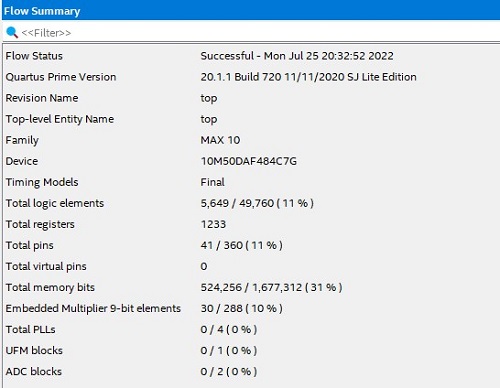 Flow Summary
<<Filter>>
Flow Status Successful - Mon Jul 25 20:32:52 2022
Quartus Prime Version 20.1.1 Build 720 11/11/2020 SJ Lite Edition
Revision Name top
Top-level Entity Name top
Family MAX 10
Device 10M50DAF484C7G
Timing Models Final
Total logic elements 5,649 / 49,760 ( 11 % )
Total registers 1233
Total pins 41 / 360 ( 11 % )
Total virtual pins 0
Total memory bits 524,256 / 1,677,312 ( 31 % )
Embedded Multiplier 9-bit elements 30 / 288 ( 10 % )
Total PLLs 0 / 4 ( 0 % )
UFM blocks 0 / 1 ( 0 % )
ADC blocks 0 / 2 ( 0 % )